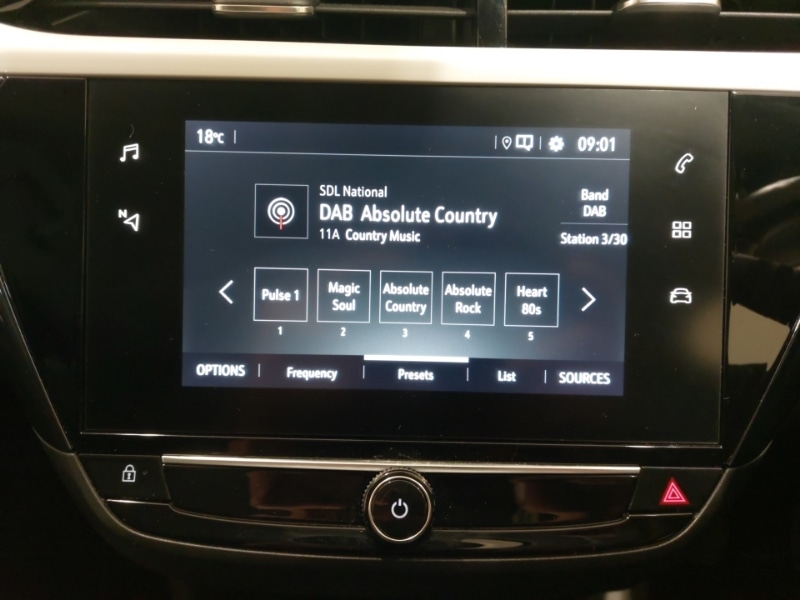 18°C
09:01
SDL National
DAB Absolute Country
11A Country Music
Band
DAB
Station 3/30
Pulse 1
Magic
Soul
Absolute
Country
Absolute
Rock
Heart
80s
1
2
3
4
5
OPTIONS
Frequency
Presets
List
SOURCES
N